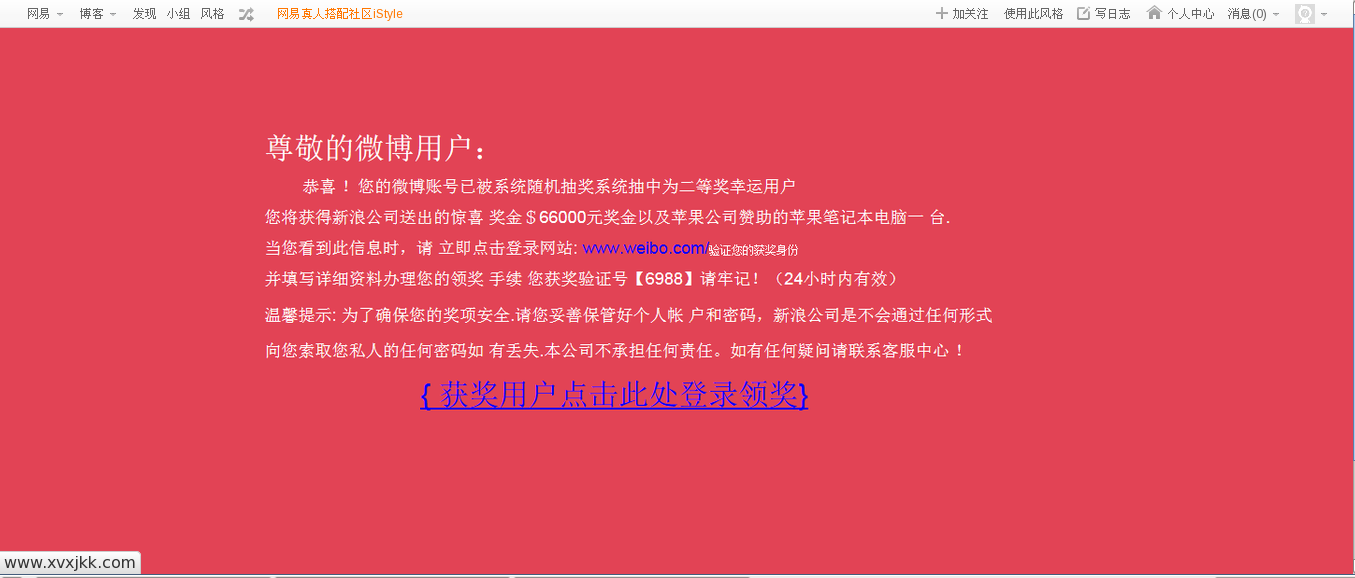 网易 博客 发现 小组 风格 网易真人搭配社区iStyle 加关注 使用此风格 写日志 个人中心 消息(0)
尊敬的微博用户：
恭喜 ！您的微博账号已被系统随机抽奖系统抽中为二等奖幸运用户
您将获得新浪公司送出的惊喜 奖金＄66000元奖金以及苹果公司赞助的苹果笔记本电脑一 台.
当您看到此信息时，请 立即点击登录网站: www.weibo.com/验证您的获奖身份
并填写详细资料办理您的领奖 手续 您获奖验证号【6988】请牢记！（24小时内有效）
温馨提示: 为了确保您的奖项安全.请您妥善保管好个人帐 户和密码，新浪公司是不会通过任何形式
向您索取您私人的任何密码如 有丢失.本公司不承担任何责任。如有任何疑问请联系客服中心 ！
{ 获奖用户点击此处登录领奖}
www.xvxjkk.com